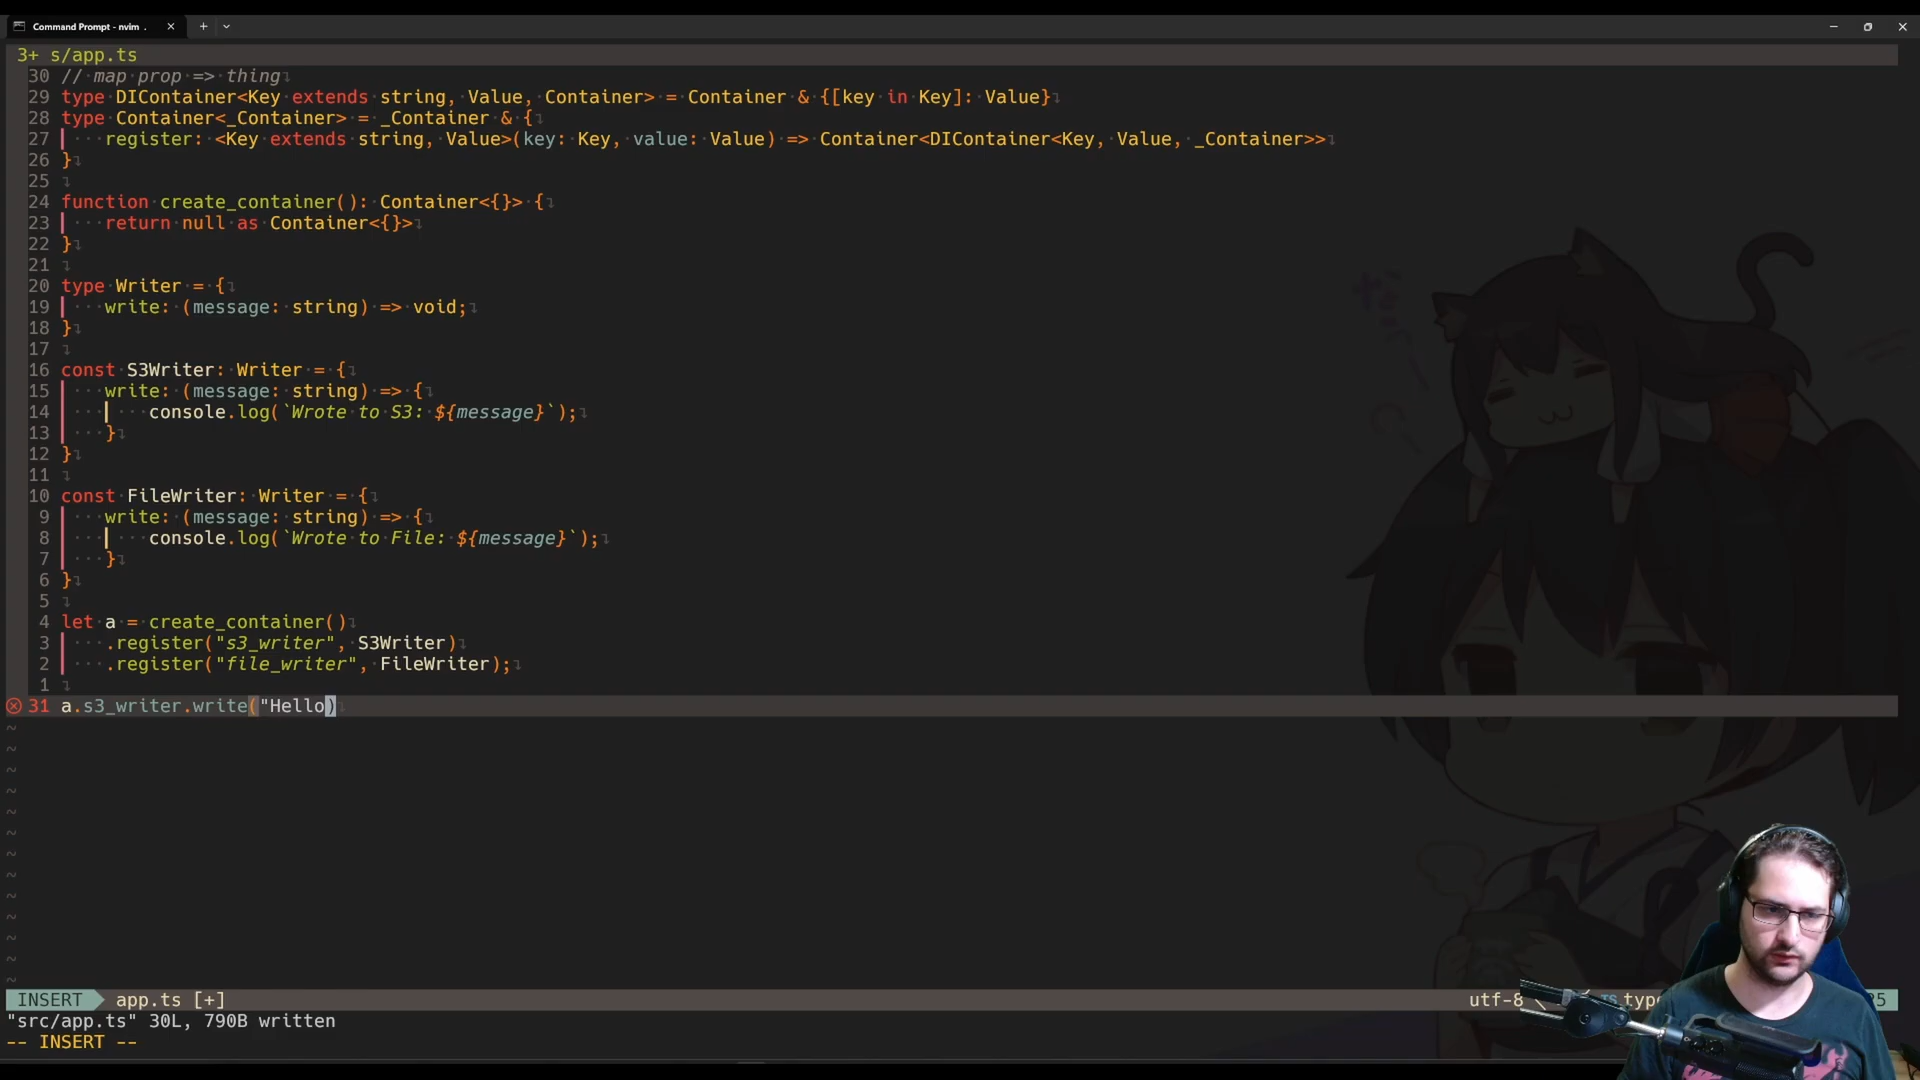 Command Prompt - nvim .
3+ s/app.ts
30 // map prop => thing
29 type DIContainer<Key extends string, Value, Container> = Container & {[key in Key]: Value}
28 type Container<_Container> = _Container & {
27 register: <Key extends string, Value>(key: Key, value: Value) => Container<DIContainer<Key, Value, _Container>>
26 }
25
24 function create_container(): Container<{}> {
23 return null as Container<{}>
22 }
21
20 type Writer = {
19 write: (message: string) => void;
18 }
17
16 const S3Writer: Writer = {
15 write: (message: string) => {
14 console.log(`Wrote to S3: ${message}`);
13 }
12 }
11
10 const FileWriter: Writer = {
9 write: (message: string) => {
8 console.log(`Wrote to File: ${message}`);
7 }
6 }
5
4 let a = create_container()
3 .register("s3_writer", S3Writer)
2 .register("file_writer", FileWriter);
1
31 a.s3_writer.write("Hello)
INSERT app.ts [+] utf-8
"src/app.ts" 30L, 790B written
-- INSERT --